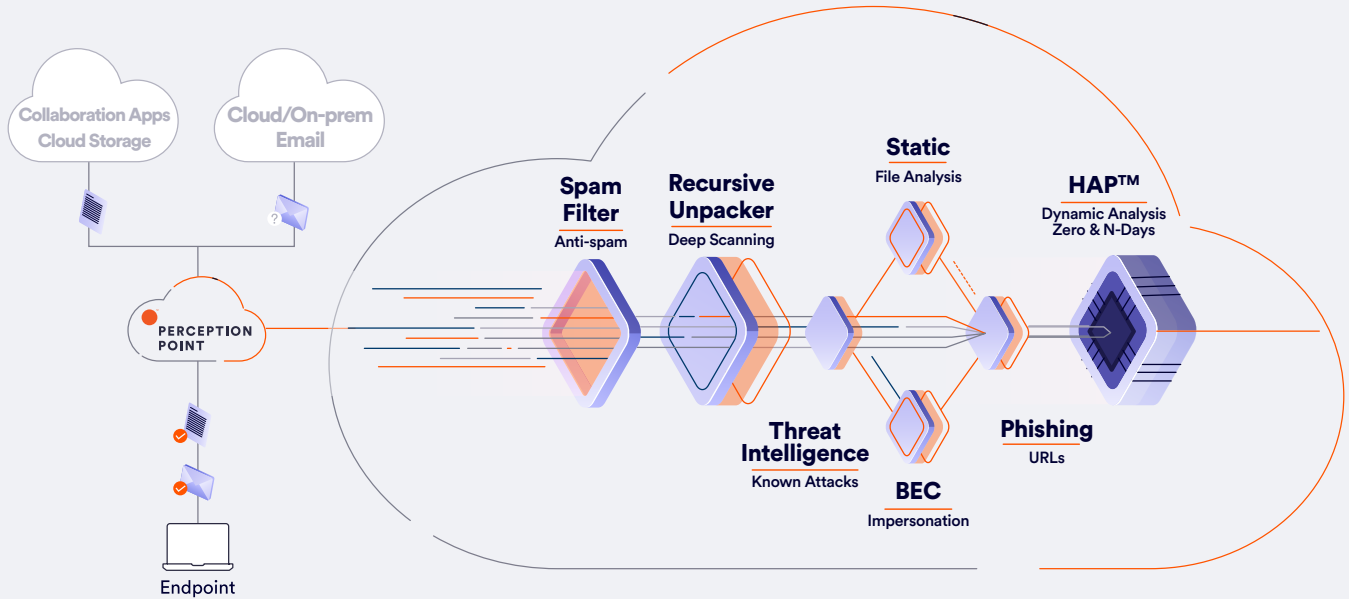 Collaboration Apps
Cloud Storage
Cloud/On-prem
Email
?
PERCEPTION
POINT
Endpoint
Spam
Filter
Anti-spam
Recursive
Unpacker
Deep Scanning
Threat
Intelligence
Known Attacks
Static
File Analysis
BEC
Impersonation
Phishing
URLs
HAP™
Dynamic Analysis
Zero & N-Days